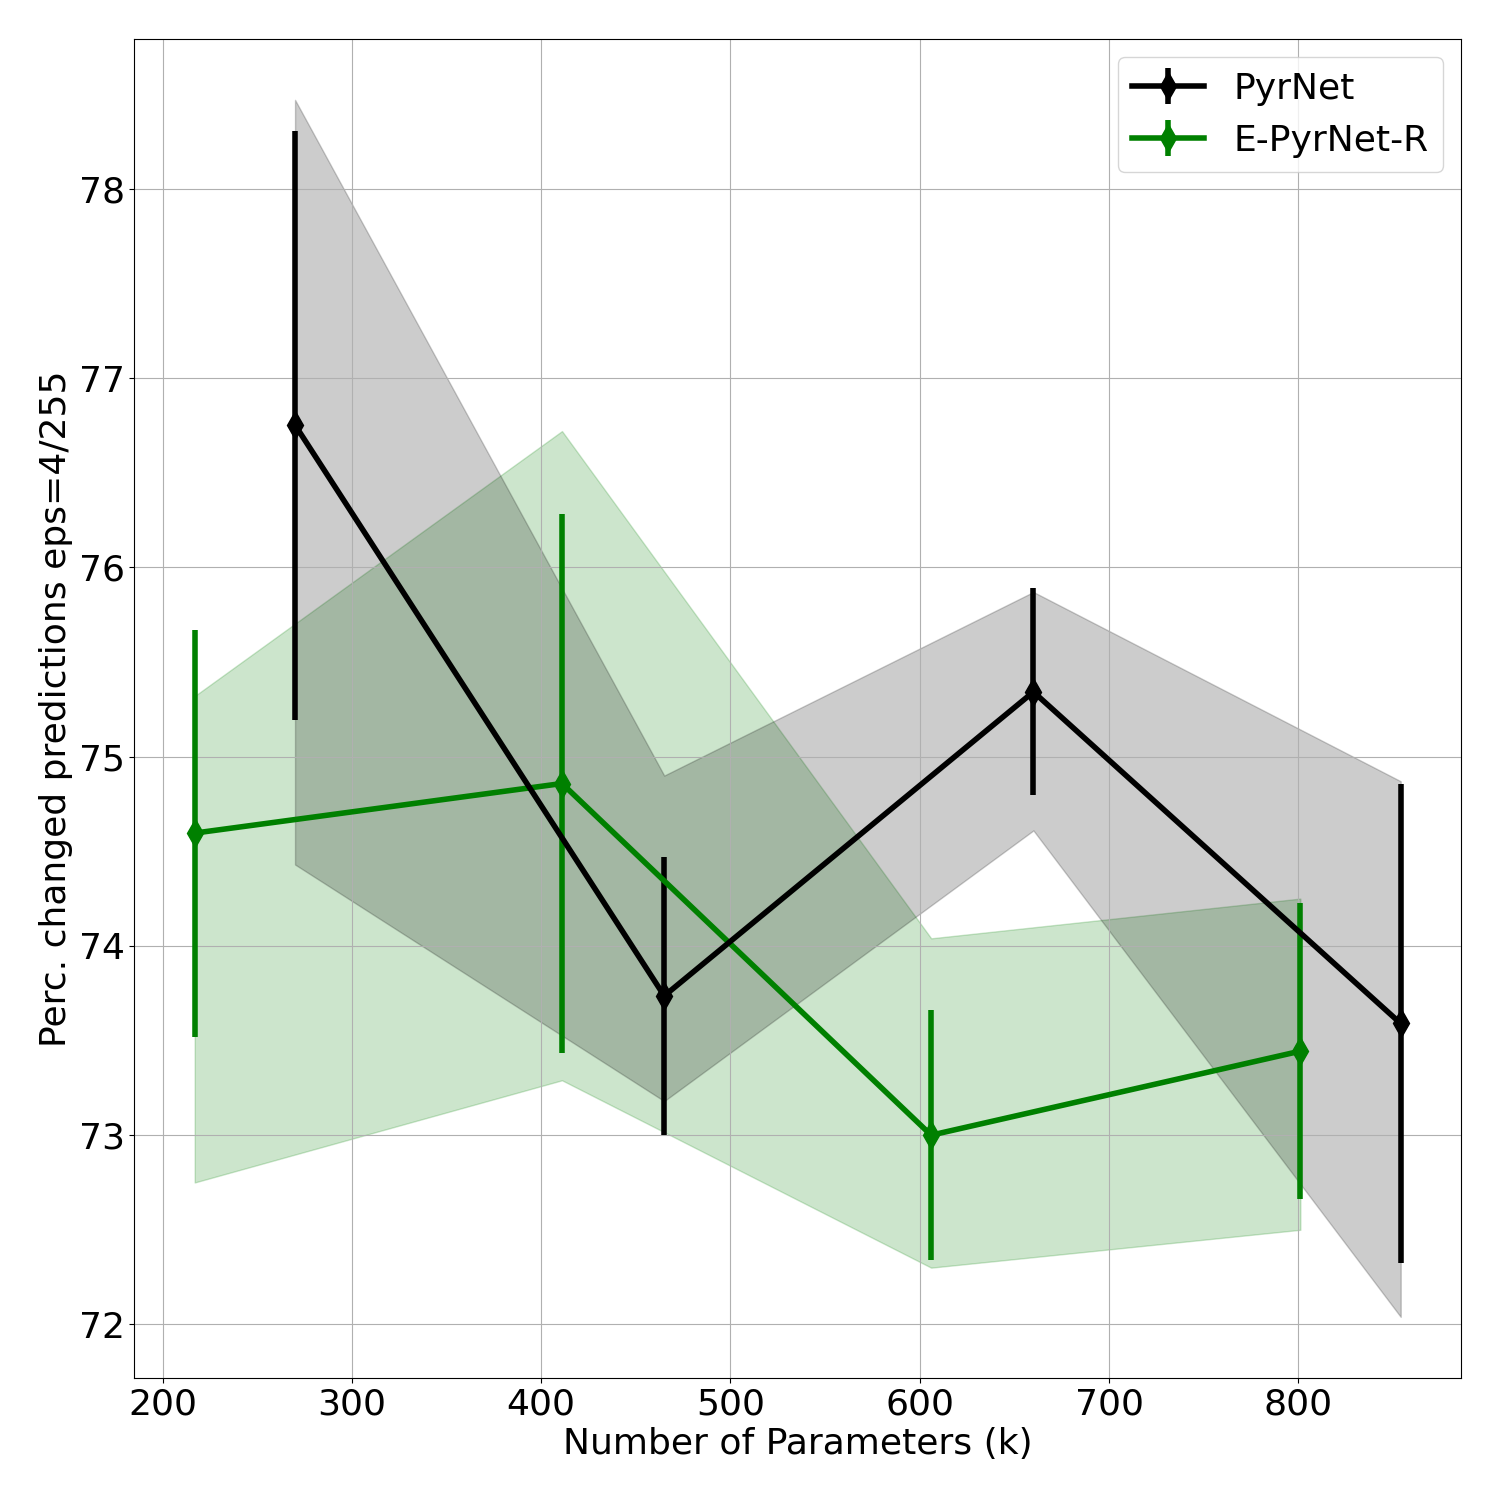 PyrNet
E-PyrNet-R
Perc. changed predictions eps=4/255
78
77
76
75
74
73
72
200 300 400 500 600 700 800
Number of Parameters (k)